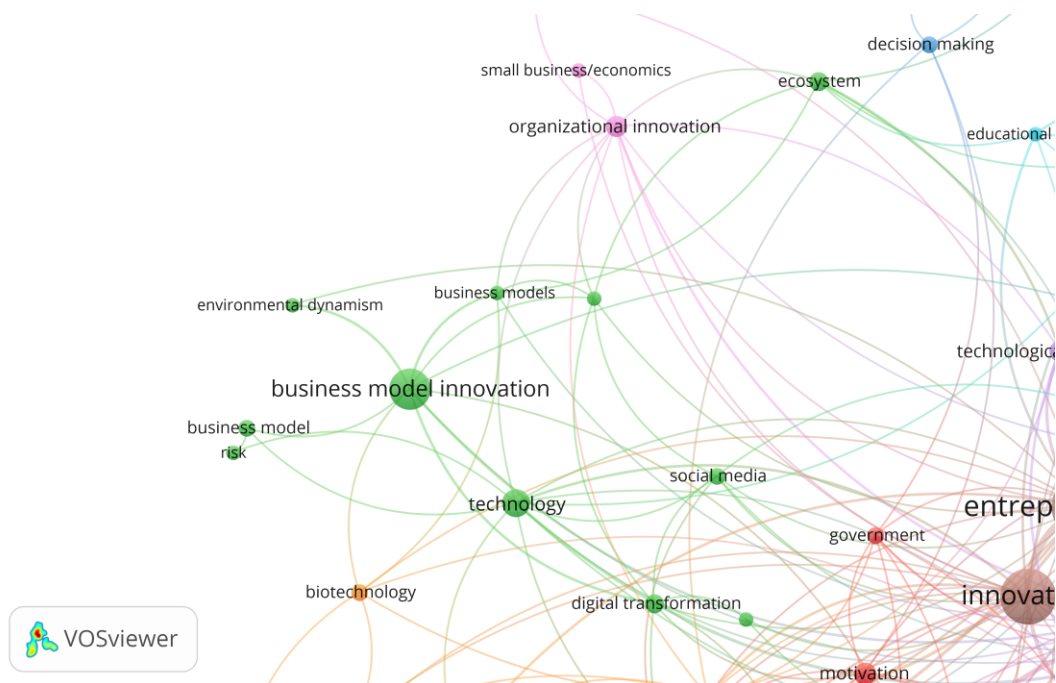 decision making
small business/economics
ecosystem
organizational innovation
educational
business models
environmental dynamism
technologica
business model innovation
business model
risk
social media
technology
entrep
government
biotechnology
innovat
digital transformation
VOSviewer
motivation